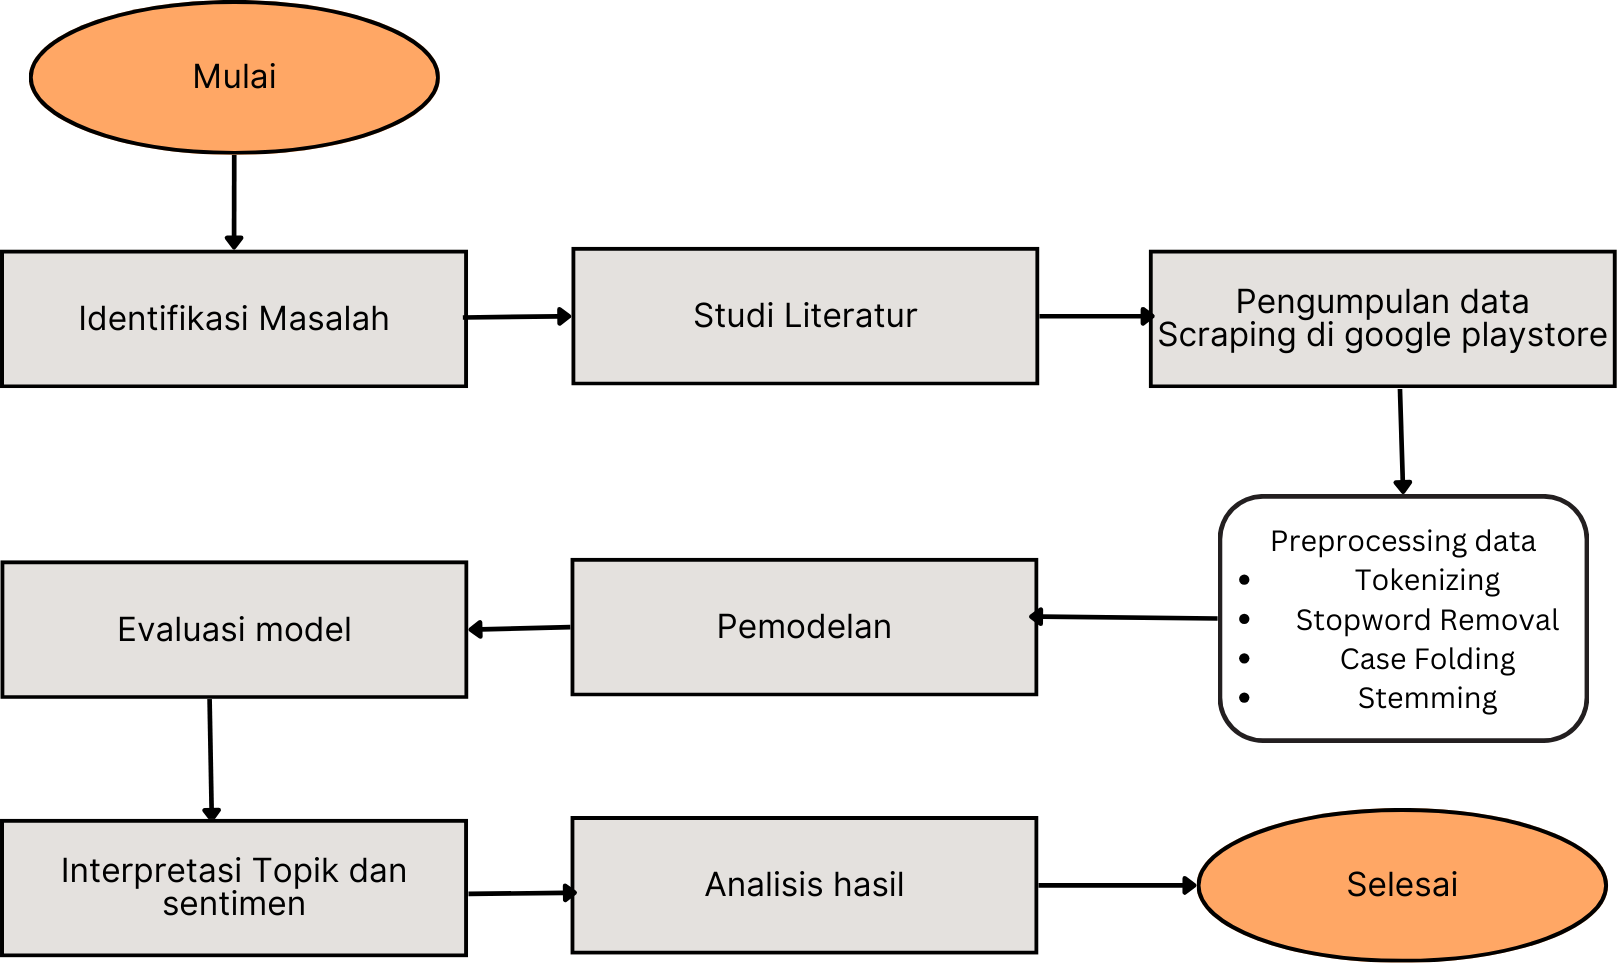 Mulai
Identifikasi Masalah
Studi Literatur
Pengumpulan data
Scraping di google playstore
Preprocessing data
• Tokenizing
• Stopword Removal
• Case Folding
• Stemming
Pemodelan
Evaluasi model
Interpretasi Topik dan
sentimen
Analisis hasil
Selesai